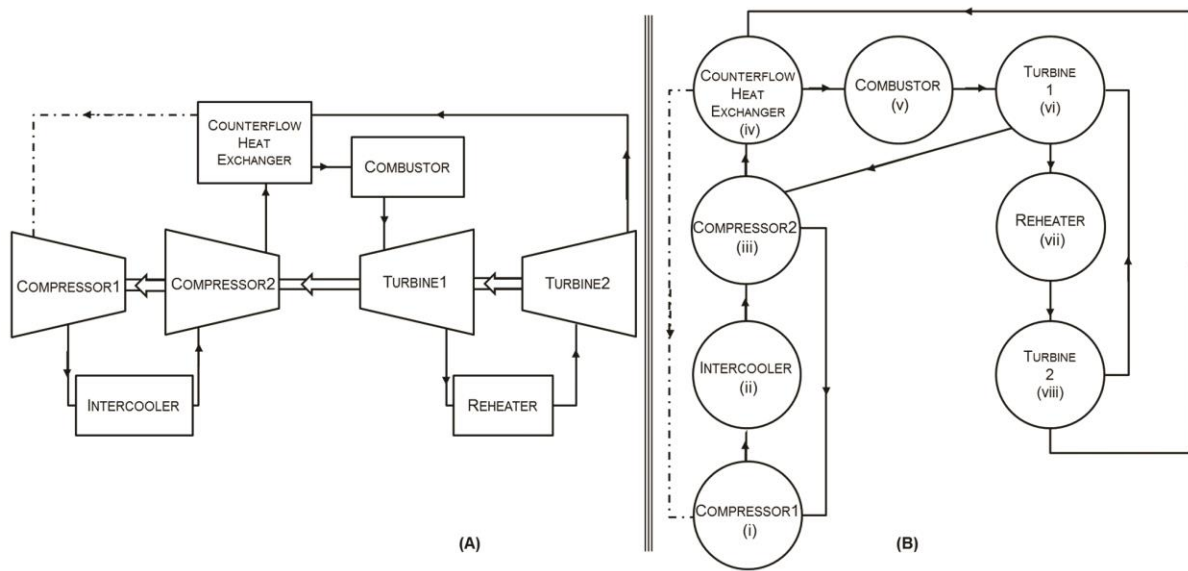 COUNTERFLOW
HEAT
EXCHANGER
COMBUSTOR
COMPRESSOR1
COMPRESSOR2
TURBINE1
TURBINE2
INTERCOOLER
REHEATER
(A)
COUNTERFLOW
HEAT
EXCHANGER
(iv)
COMBUSTOR
(v)
TURBINE
1
(vi)
COMPRESSOR2
(iii)
REHEATER
(vii)
INTERCOOLER
(ii)
TURBINE
2
(viii)
COMPRESSOR1
(i)
(B)